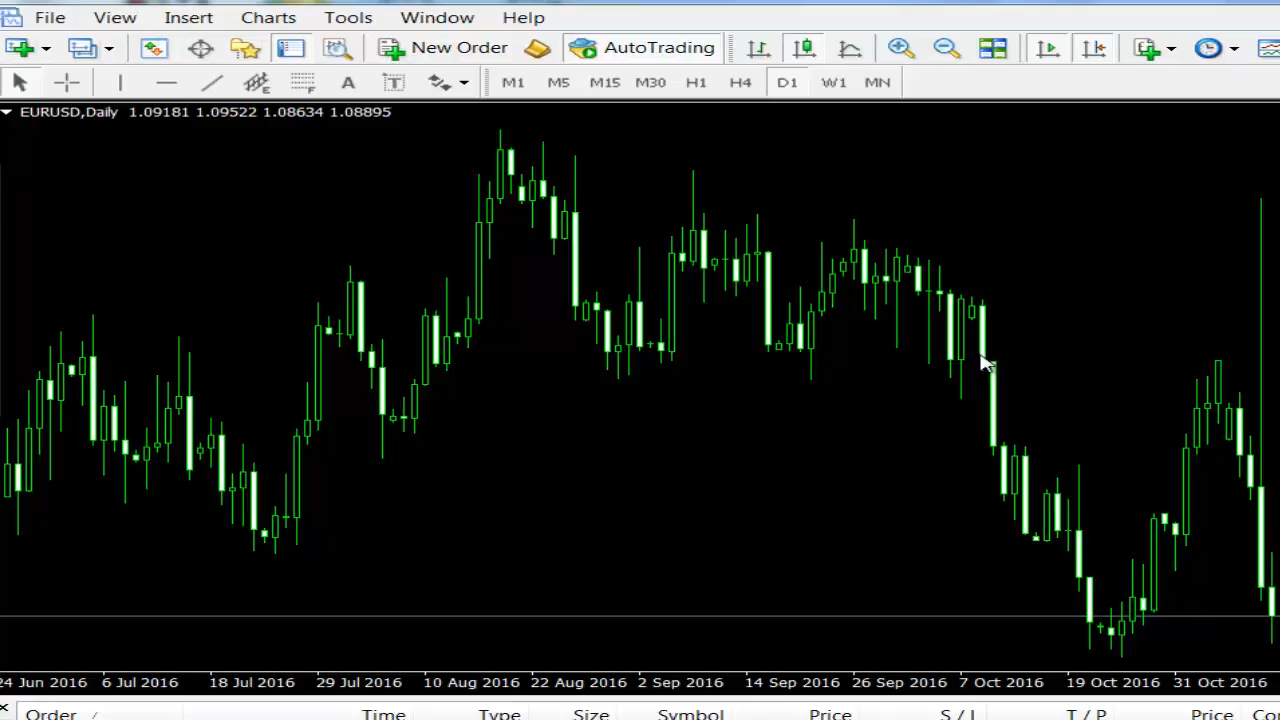 File View Insert Charts Tools Window Help
New Order AutoTrading
E F A T M1 M5 M15 M30 H1 H4 D1 W1 MN
EURUSD,Daily 1.09181 1.09522 1.08634 1.08895
24 Jun 2016 6 Jul 2016 18 Jul 2016 29 Jul 2016 10 Aug 2016 22 Aug 2016 2 Sep 2016 14 Sep 2016 26 Sep 2016 7 Oct 2016 19 Oct 2016 31 Oct 2016
Order / Time Type Size Symbol Price S / L T / P Price Co